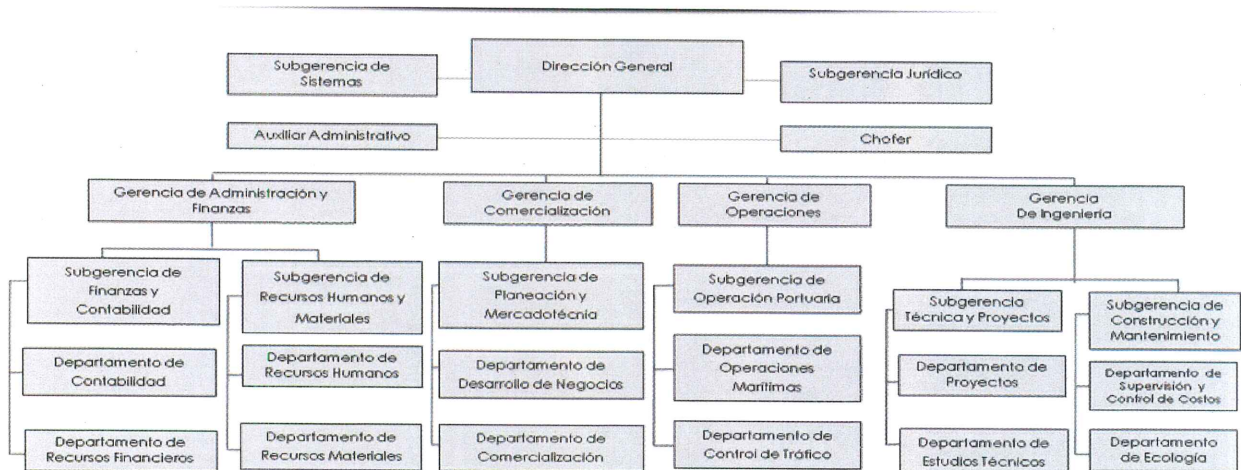 Dirección General
Subgerencia de
Sistemas
Subgerencia Jurídico
Auxiliar Administrativo
Chofer
Gerencia de Administración y
Finanzas
Gerencia de
Comercialización
Gerencia de
Operaciones
Gerencia
De Ingeniería
Subgerencia de
Finanzas y
Contabilidad
Subgerencia de
Recursos Humanos y
Materiales
Subgerencia de
Planeación y
Mercadotécnia
Subgerencia de
Operación Portuaria
Subgerencia
Técnica y Proyectos
Subgerencia de
Construcción y
Mantenimiento
Departamento de
Contabilidad
Departamento de
Recursos Humanos
Departamento de
Desarrollo de Negocios
Departamento de
Operaciones
Marítimas
Departamento de
Proyectos
Departamento de
Supervisión y
Control de Costos
Departamento de
Recursos Financieros
Departamento de
Recursos Materiales
Departamento de
Comercialización
Departamento de
Control de Tráfico
Departamento de
Estudios Técnicos
Departamento
de Ecología